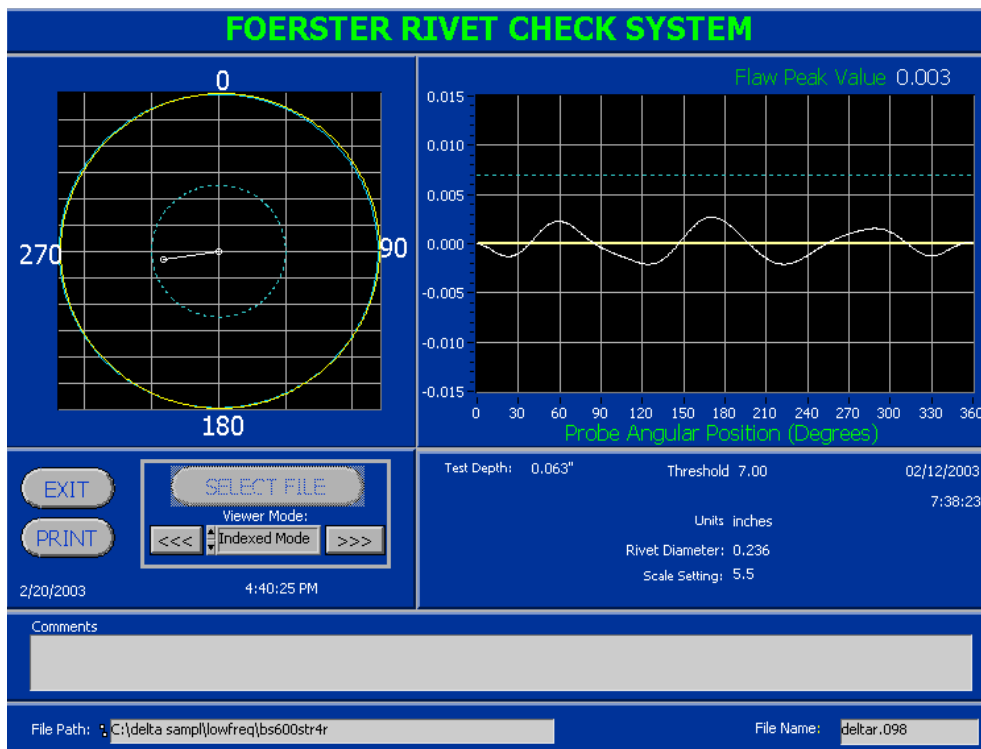 FOERSTER RIVET CHECK SYSTEM
0
270
90
180
Flaw Peak Value 0.003
0.015
0.010
0.005
0.000
-0.005
-0.010
-0.015
0 30 60 90 120 150 180 210 240 270 300 330 360
Probe Angular Position (Degrees)
EXIT
PRINT
SELECT FILE
Viewer Mode:
<<< Indexed Mode >>>
2/20/2003 4:40:25 PM
Test Depth: 0.063" Threshold 7.00 02/12/2003
7:38:23
Units inches
Rivet Diameter: 0.236
Scale Setting: 5.5
Comments
File Path: C:\delta sampl\lowfreq\bs600str4r File Name: deltar.098